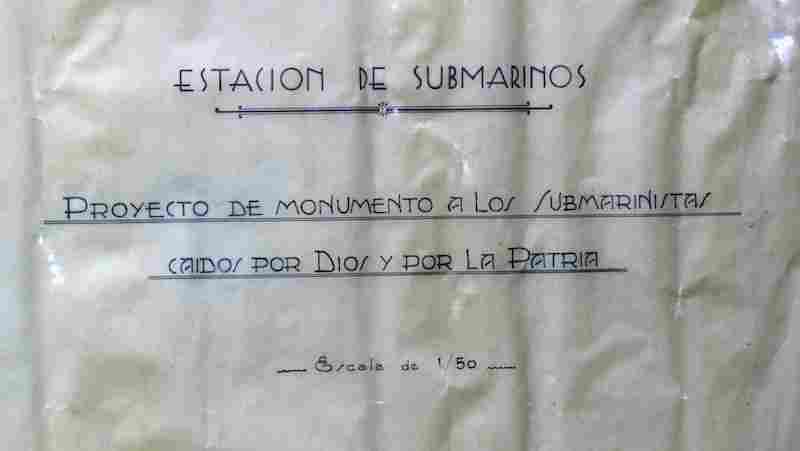 ESTACION DE SUBMARINOS
PROYECTO DE MONUMENTO A LOS SUBMARINISTAS
CAIDOS POR DIOS Y POR LA PATRIA
Escala de 1/50